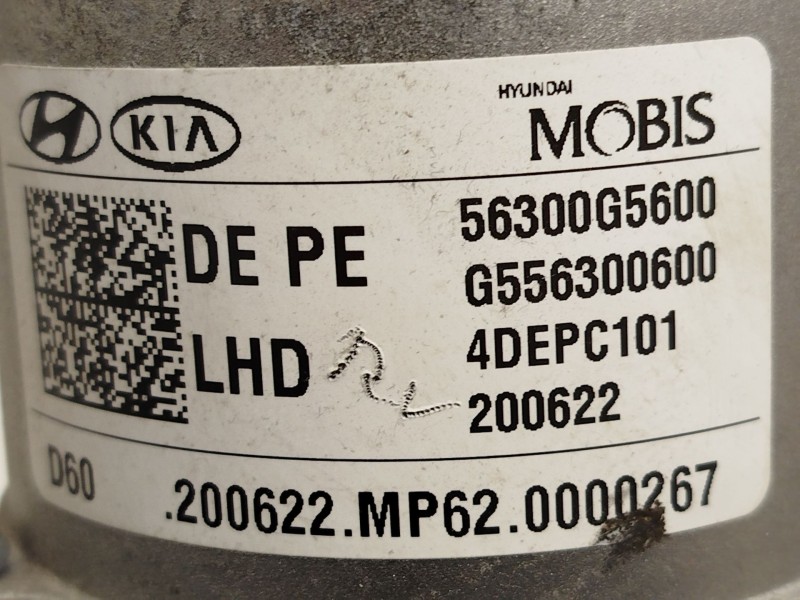 KIA
HYUNDAI
MOBIS
DE PE
LHD
56300G5600
G556300600
4DEPC101
200622
D60
.200622.MP62.0000267